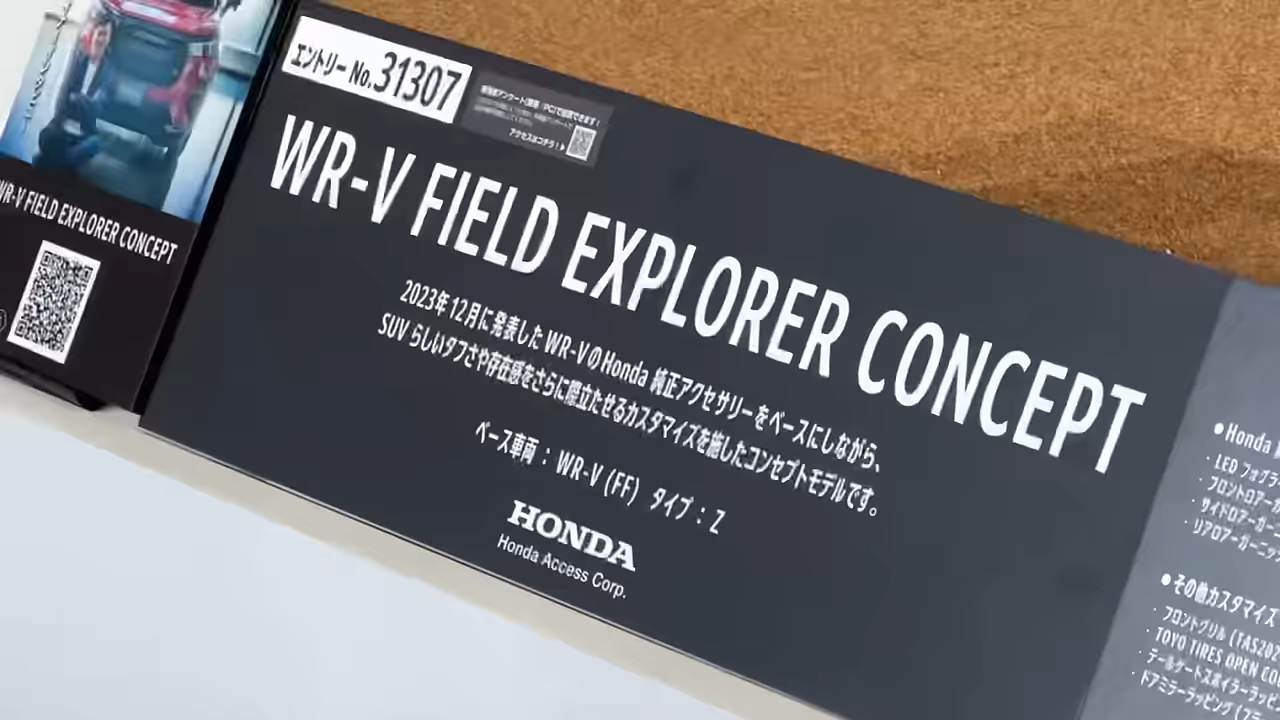 WR-V FIELD EXPLORER CONCEPT
エントリー No.31307
アクセスはコチラ!
WR-V FIELD EXPLORER CONCEPT
2023年12月に発表したWR-VのHonda 純正アクセサリーをベースにしながら、
SUVらしいタフさや存在感をさらに際立たせるカスタマイズを施したコンセプトモデルです。
ベース車両:WR-V (FF) タイプ:Z
HONDA
Honda Access Corp.
●Honda
・LED フォグラ
・フロントロアーガ
・サイドロアーガーニ
・リアロアーガーニッシ
●その他カスタマイズ
・フロントグリル (TAS202
・TOYO TIRES OPEN CO
・テールゲートスポイラーラッピ
・ドアミラーラッピング (フラ